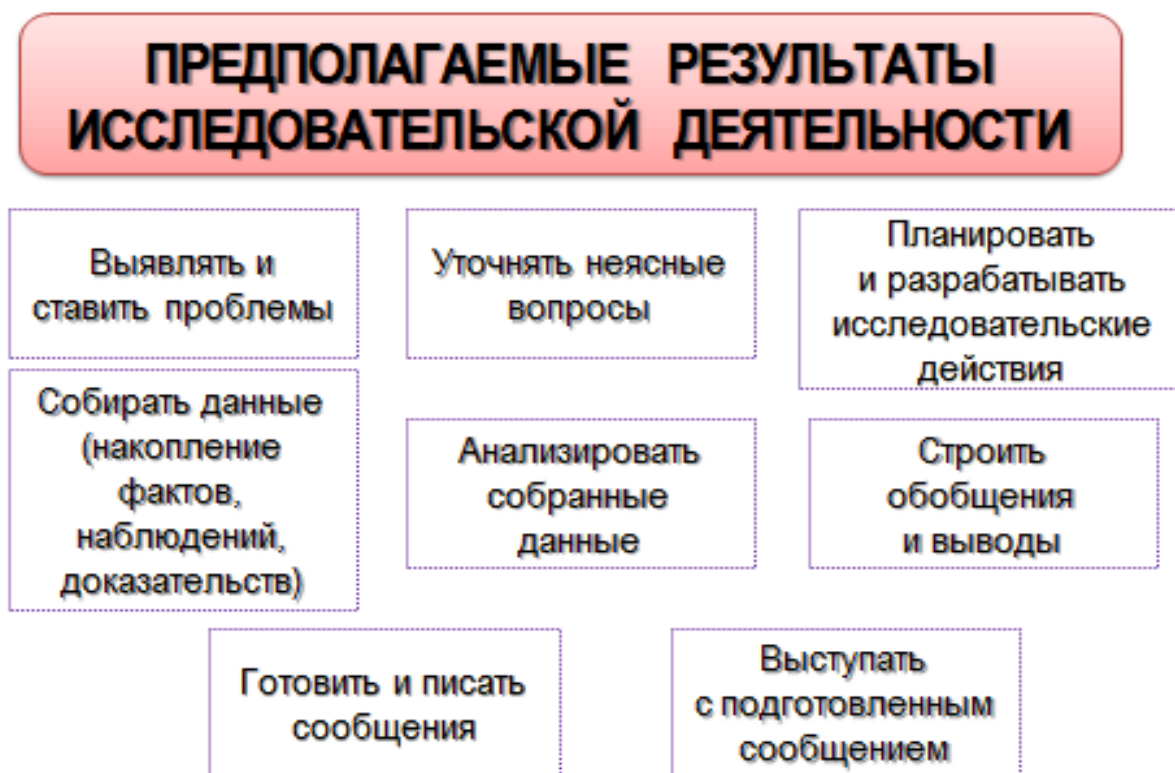 ПРЕДПОЛАГАЕМЫЕ РЕЗУЛЬТАТЫ
ИССЛЕДОВАТЕЛЬСКОЙ ДЕЯТЕЛЬНОСТИ
Выявлять и
ставить проблемы
Уточнять неясные
вопросы
Планировать
и разрабатывать
исследовательские
действия
Собирать данные
(накопление
фактов,
наблюдений,
доказательств)
Анализировать
собранные
данные
Строить
обобщения
и выводы
Готовить и писать
сообщения
Выступать
с подготовленным
сообщением